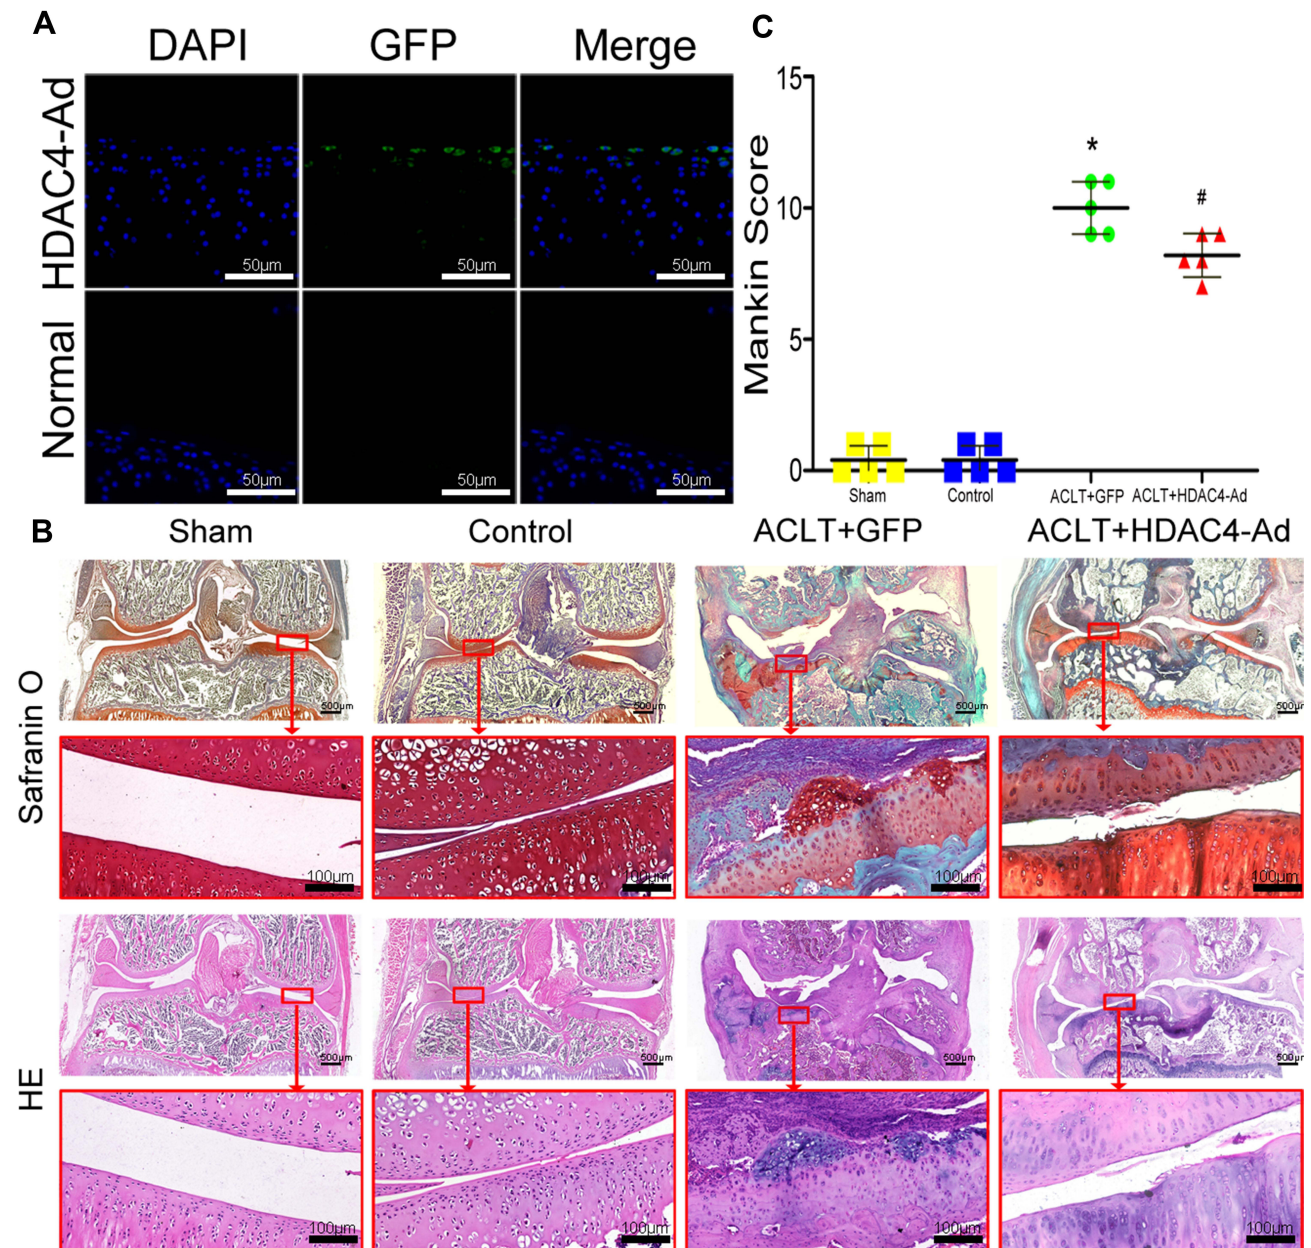 A
DAPI GFP Merge
HDAC4-Ad
50μm 50μm 50μm
Normal
50μm 50μm 50μm
C
Mankin Score
15
10
5
0
*
#
Sham Control ACLT+GFP ACLT+HDAC4-Ad
B
Sham Control ACLT+GFP ACLT+HDAC4-Ad
Safranin O
500μm 500μm 500μm 500μm
100μm 100μm 100μm 100μm
HE
500μm 500μm 500μm 500μm
100μm 100μm 100μm 100μm